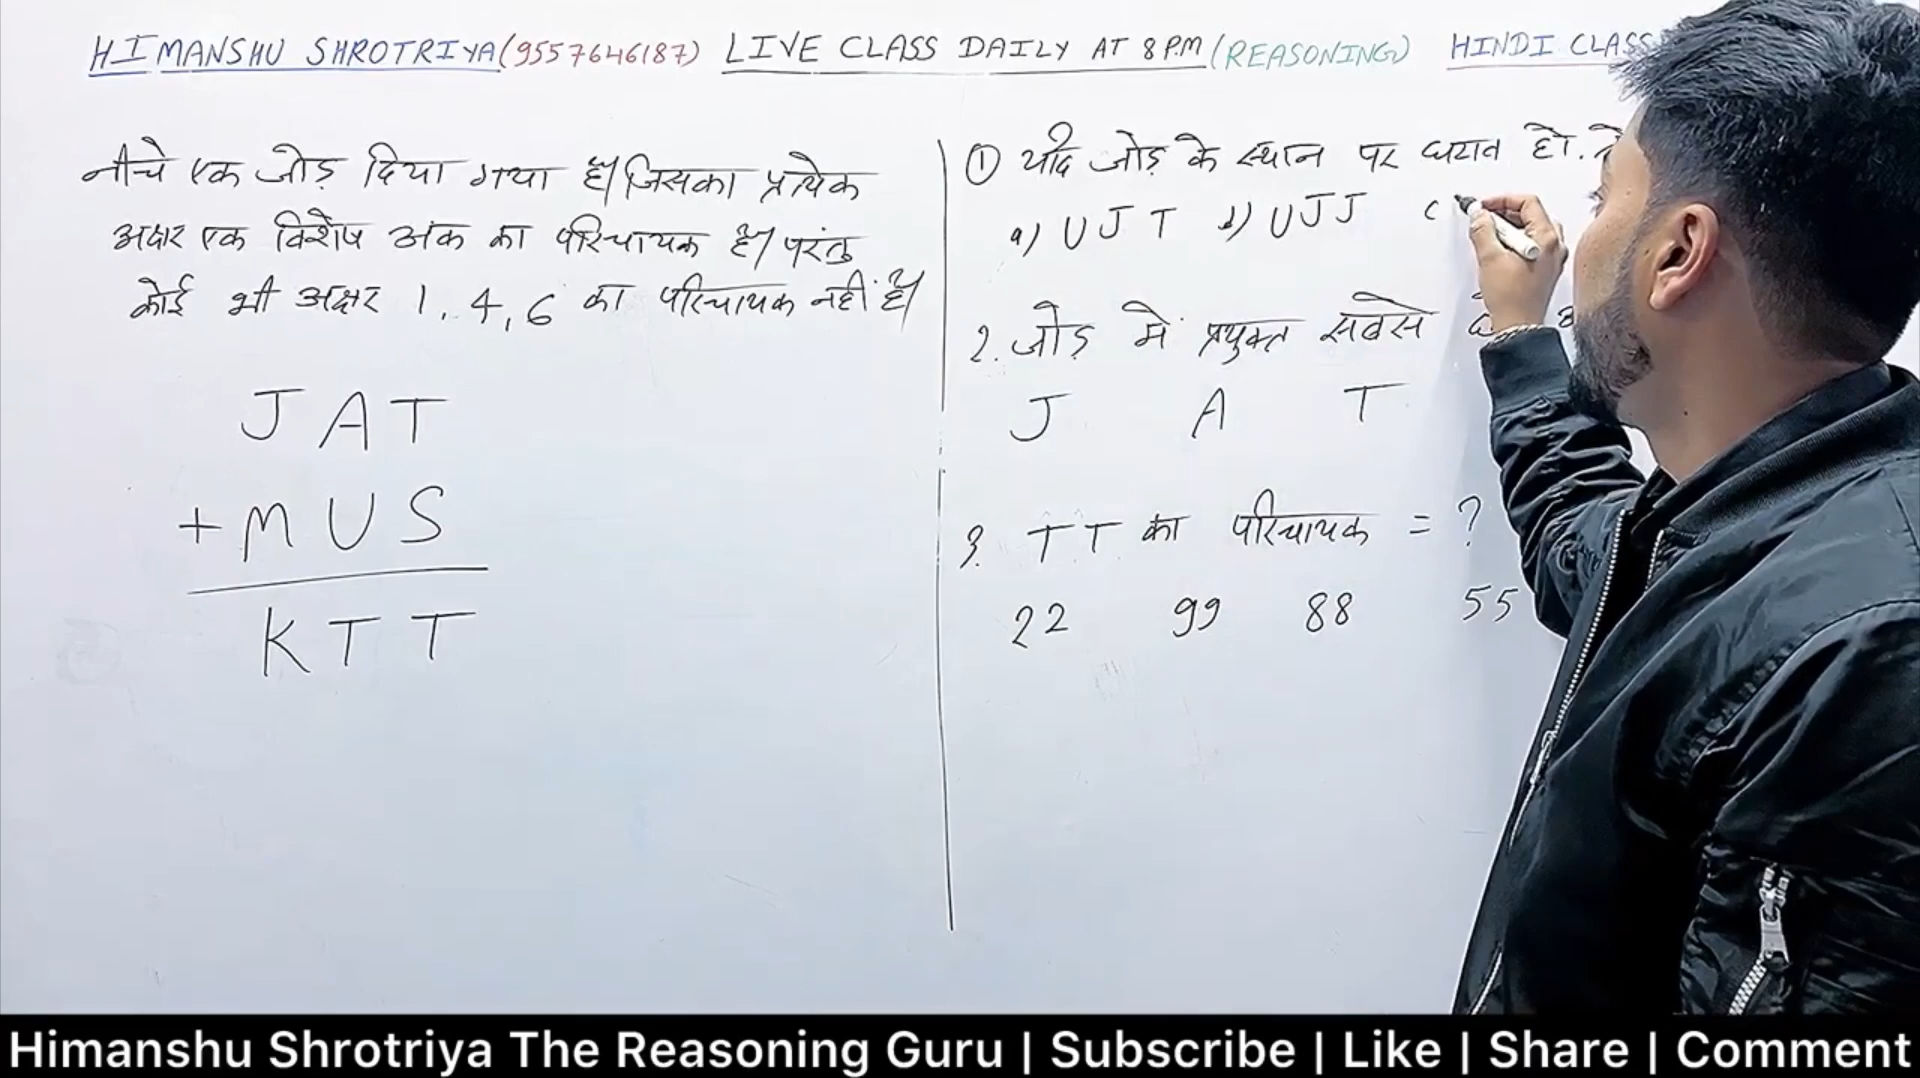 HIMANSHU SHROTRIYA(9557646187) LIVE CLASS DAILY AT 8 P.M (REASONING) HINDI CLASS
नीचे एक जोड़ दिया गया है। जिसका प्रत्येक
अक्षर एक विशेष अंक का परिचायक है। परंतु
कोई भी अक्षर 1, 4, 6 का परिचायक नहीं है।
JAT
+MUS
KTT
① यदि जोड़ के स्थान पर घटाव हो.
a) UJT b) UJJ c
2. जोड़ मे प्रयुक्त सबसे
J A T
3. TT का परिचायक = ?
22 99 88 55
Himanshu Shrotriya The Reasoning Guru | Subscribe | Like | Share | Comment